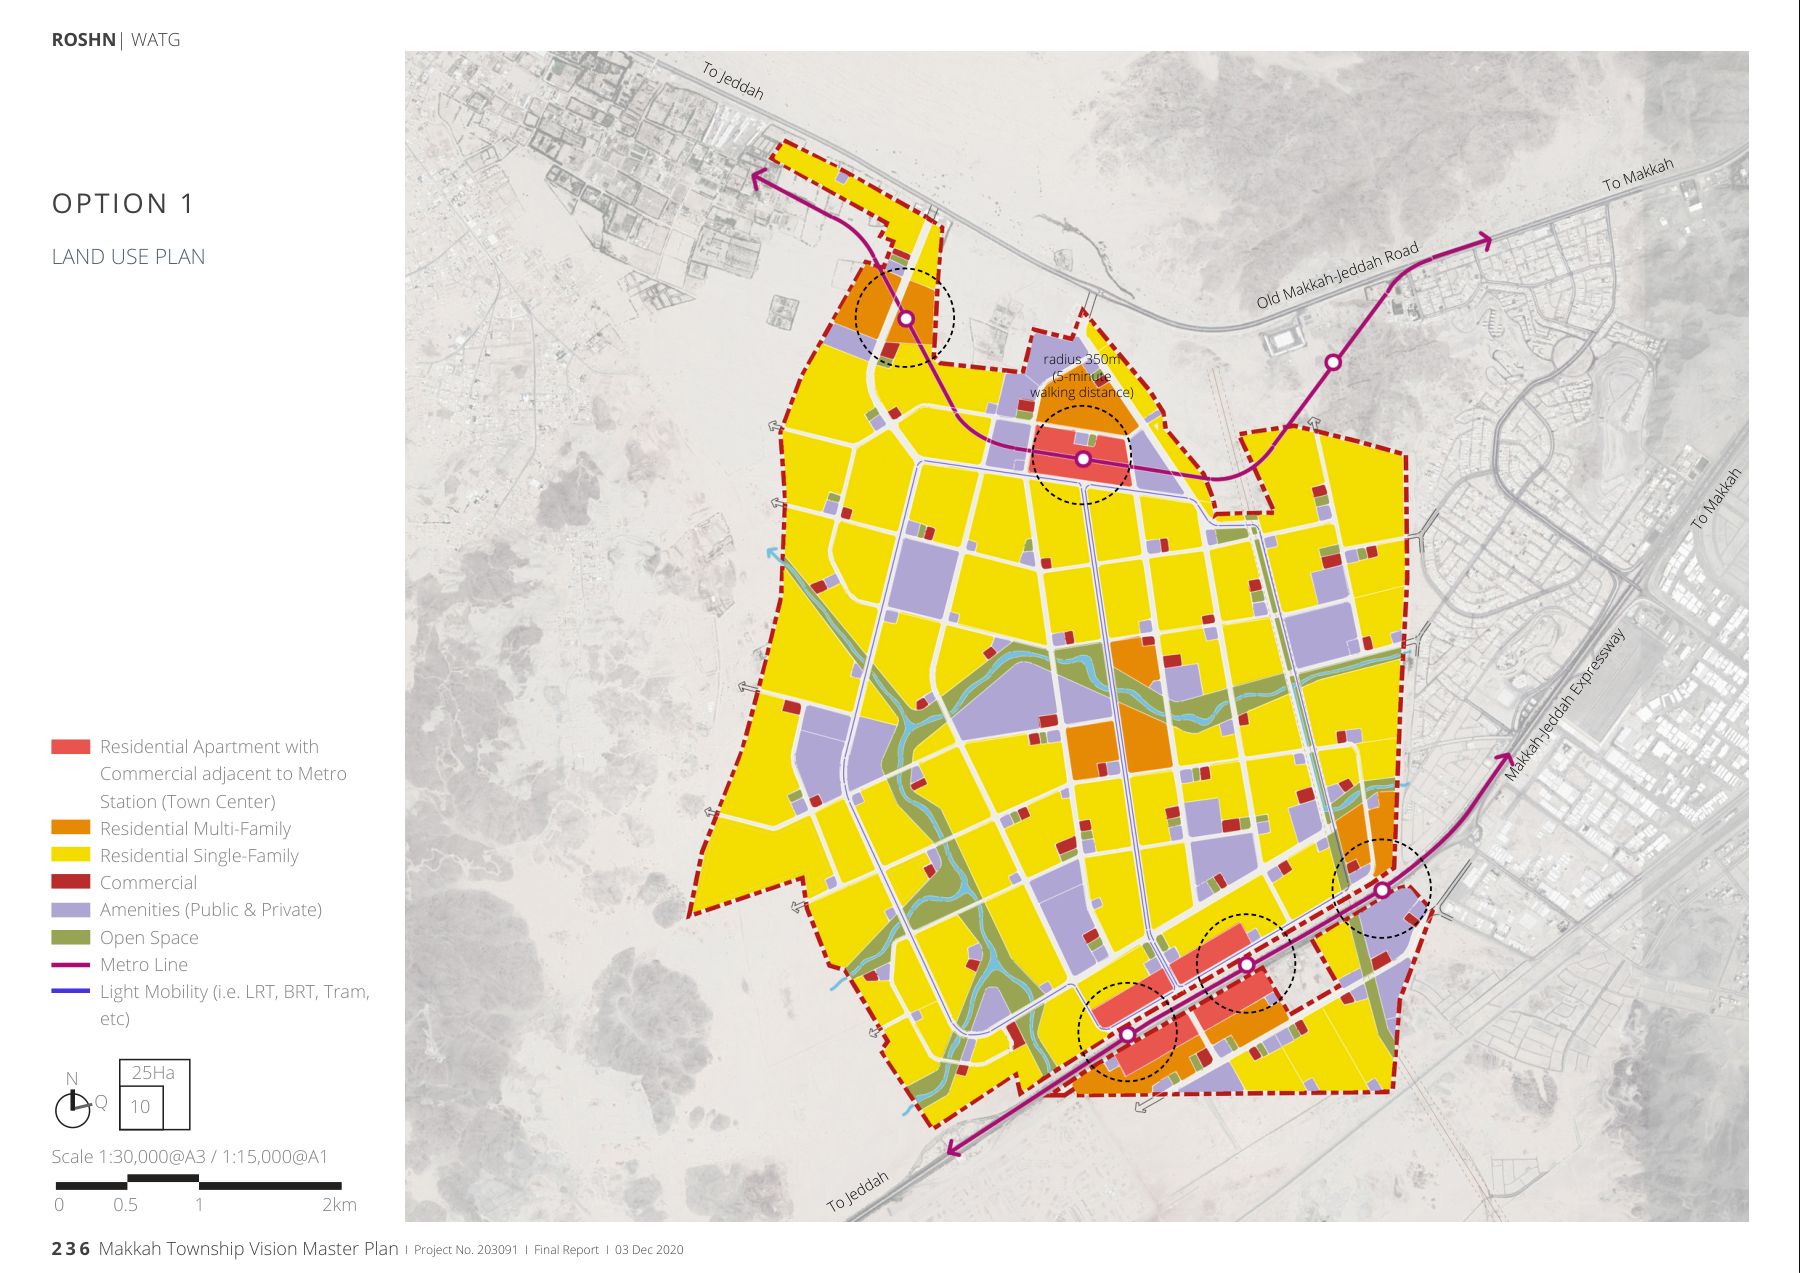 ROSHN| WATG
OPTION 1
LAND USE PLAN
To Jeddah
To Makkah
Old Makkah-Jeddah Road
radius 350m
(5-minute
walking distance)
To Makkah
Makkah-Jeddah Expressway
To Jeddah
Residential Apartment with
Commercial adjacent to Metro
Station (Town Center)
Residential Multi-Family
Residential Single-Family
Commercial
Amenities (Public & Private)
Open Space
Metro Line
Light Mobility (i.e. LRT, BRT, Tram,
etc)
N
Q
25Ha
10
Scale 1:30,000@A3 / 1:15,000@A1
0 0.5 1 2km
236 Makkah Township Vision Master Plan I Project No. 203091 I Final Report I 03 Dec 2020